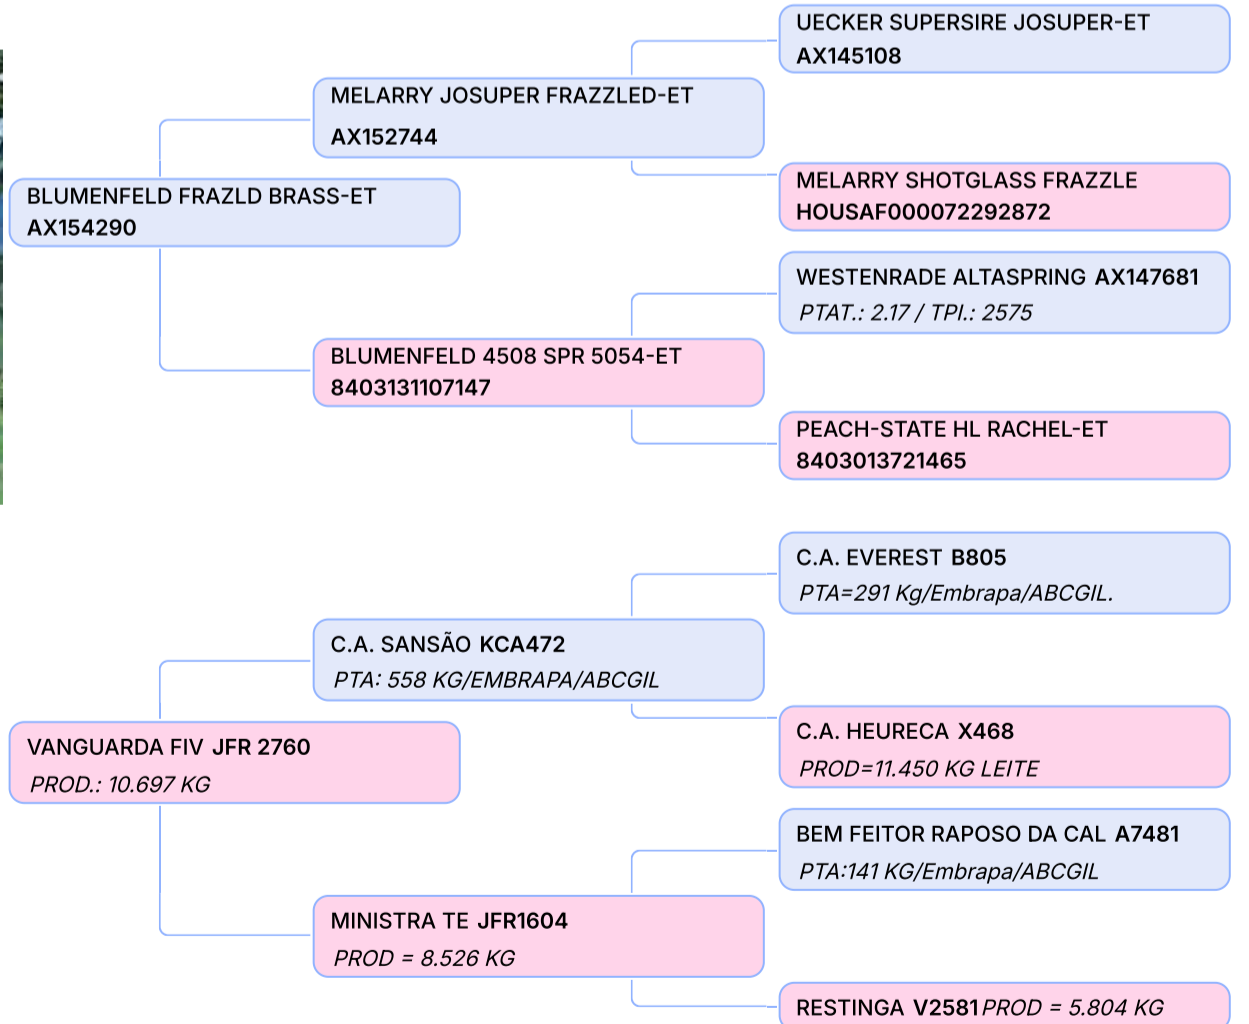 UECKER SUPERSIRE JOSUPER-ET
AX145108
MELARRY JOSUPER FRAZZLED-ET
AX152744
MELARRY SHOTGLASS FRAZZLE
HOUSAF000072292872
BLUMENFELD FRAZLD BRASS-ET
AX154290
WESTENRADE ALTASPRING AX147681
PTAT.: 2.17 / TPI.: 2575
BLUMENFELD 4508 SPR 5054-ET
8403131107147
PEACH-STATE HL RACHEL-ET
8403013721465
C.A. EVEREST B805
PTA=291 Kg/Embrapa/ABCGIL.
C.A. SANSÃO KCA472
PTA: 558 KG/EMBRAPA/ABCGIL
C.A. HEURECA X468
PROD=11.450 KG LEITE
VANGUARDA FIV JFR 2760
PROD.: 10.697 KG
BEM FEITOR RAPOSO DA CAL A7481
PTA:141 KG/Embrapa/ABCGIL
MINISTRA TE JFR1604
PROD = 8.526 KG
RESTINGA V2581PROD = 5.804 KG